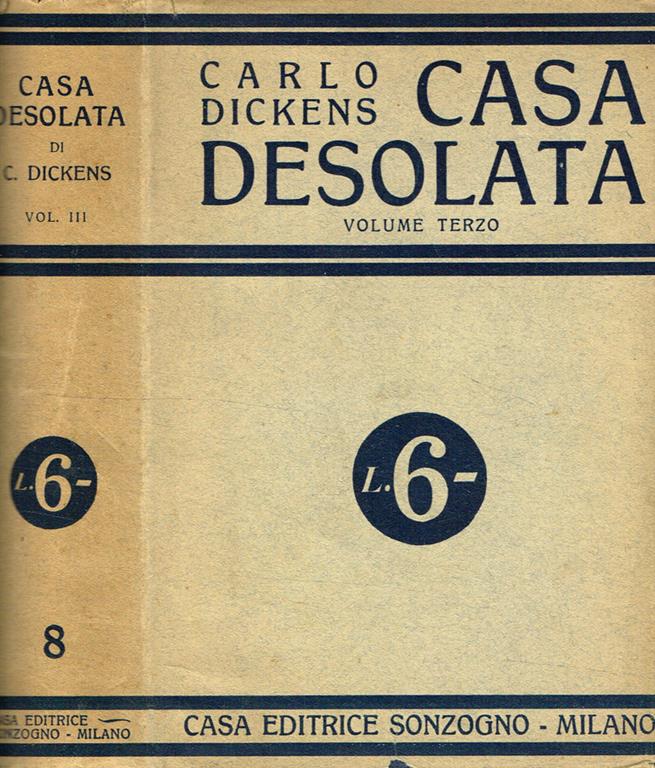 CASA
DESOLATA
DI
C. DICKENS
VOL. III
L.6-
8
CASA EDITRICE
SONZOGNO - MILANO
CARLO
DICKENS
CASA
DESOLATA
VOLUME TERZO
L.6-
CASA EDITRICE SONZOGNO - MILANO